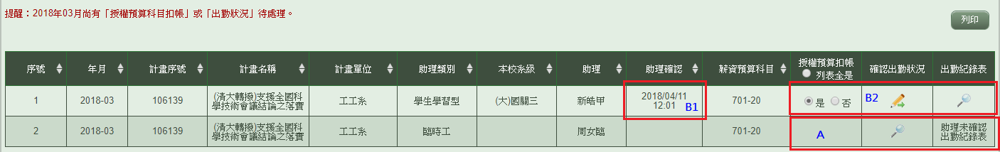 提醒：2018年03月尚有「授權預算科目扣帳」或「出勤狀況」待處理。
列印
序號 年月 計畫序號 計畫名稱 計畫單位 助理類別 本校系級 助理 助理確認 薪資預算科目 授權預算扣帳 列表全是 確認出勤狀況 出勤紀錄表
1 2018-03 106139 (清大轉撥)支援全國科學技術會議結論之落實 工工系 學生學習型 (大)國關三 新皓甲 2018/04/11 12:01 B1 701-20 是 否 B2
2 2018-03 106139 (清大轉撥)支援全國科學技術會議結論之落實 工工系 臨時工 周女臨 701-20 A 助理未確認出勤紀錄表